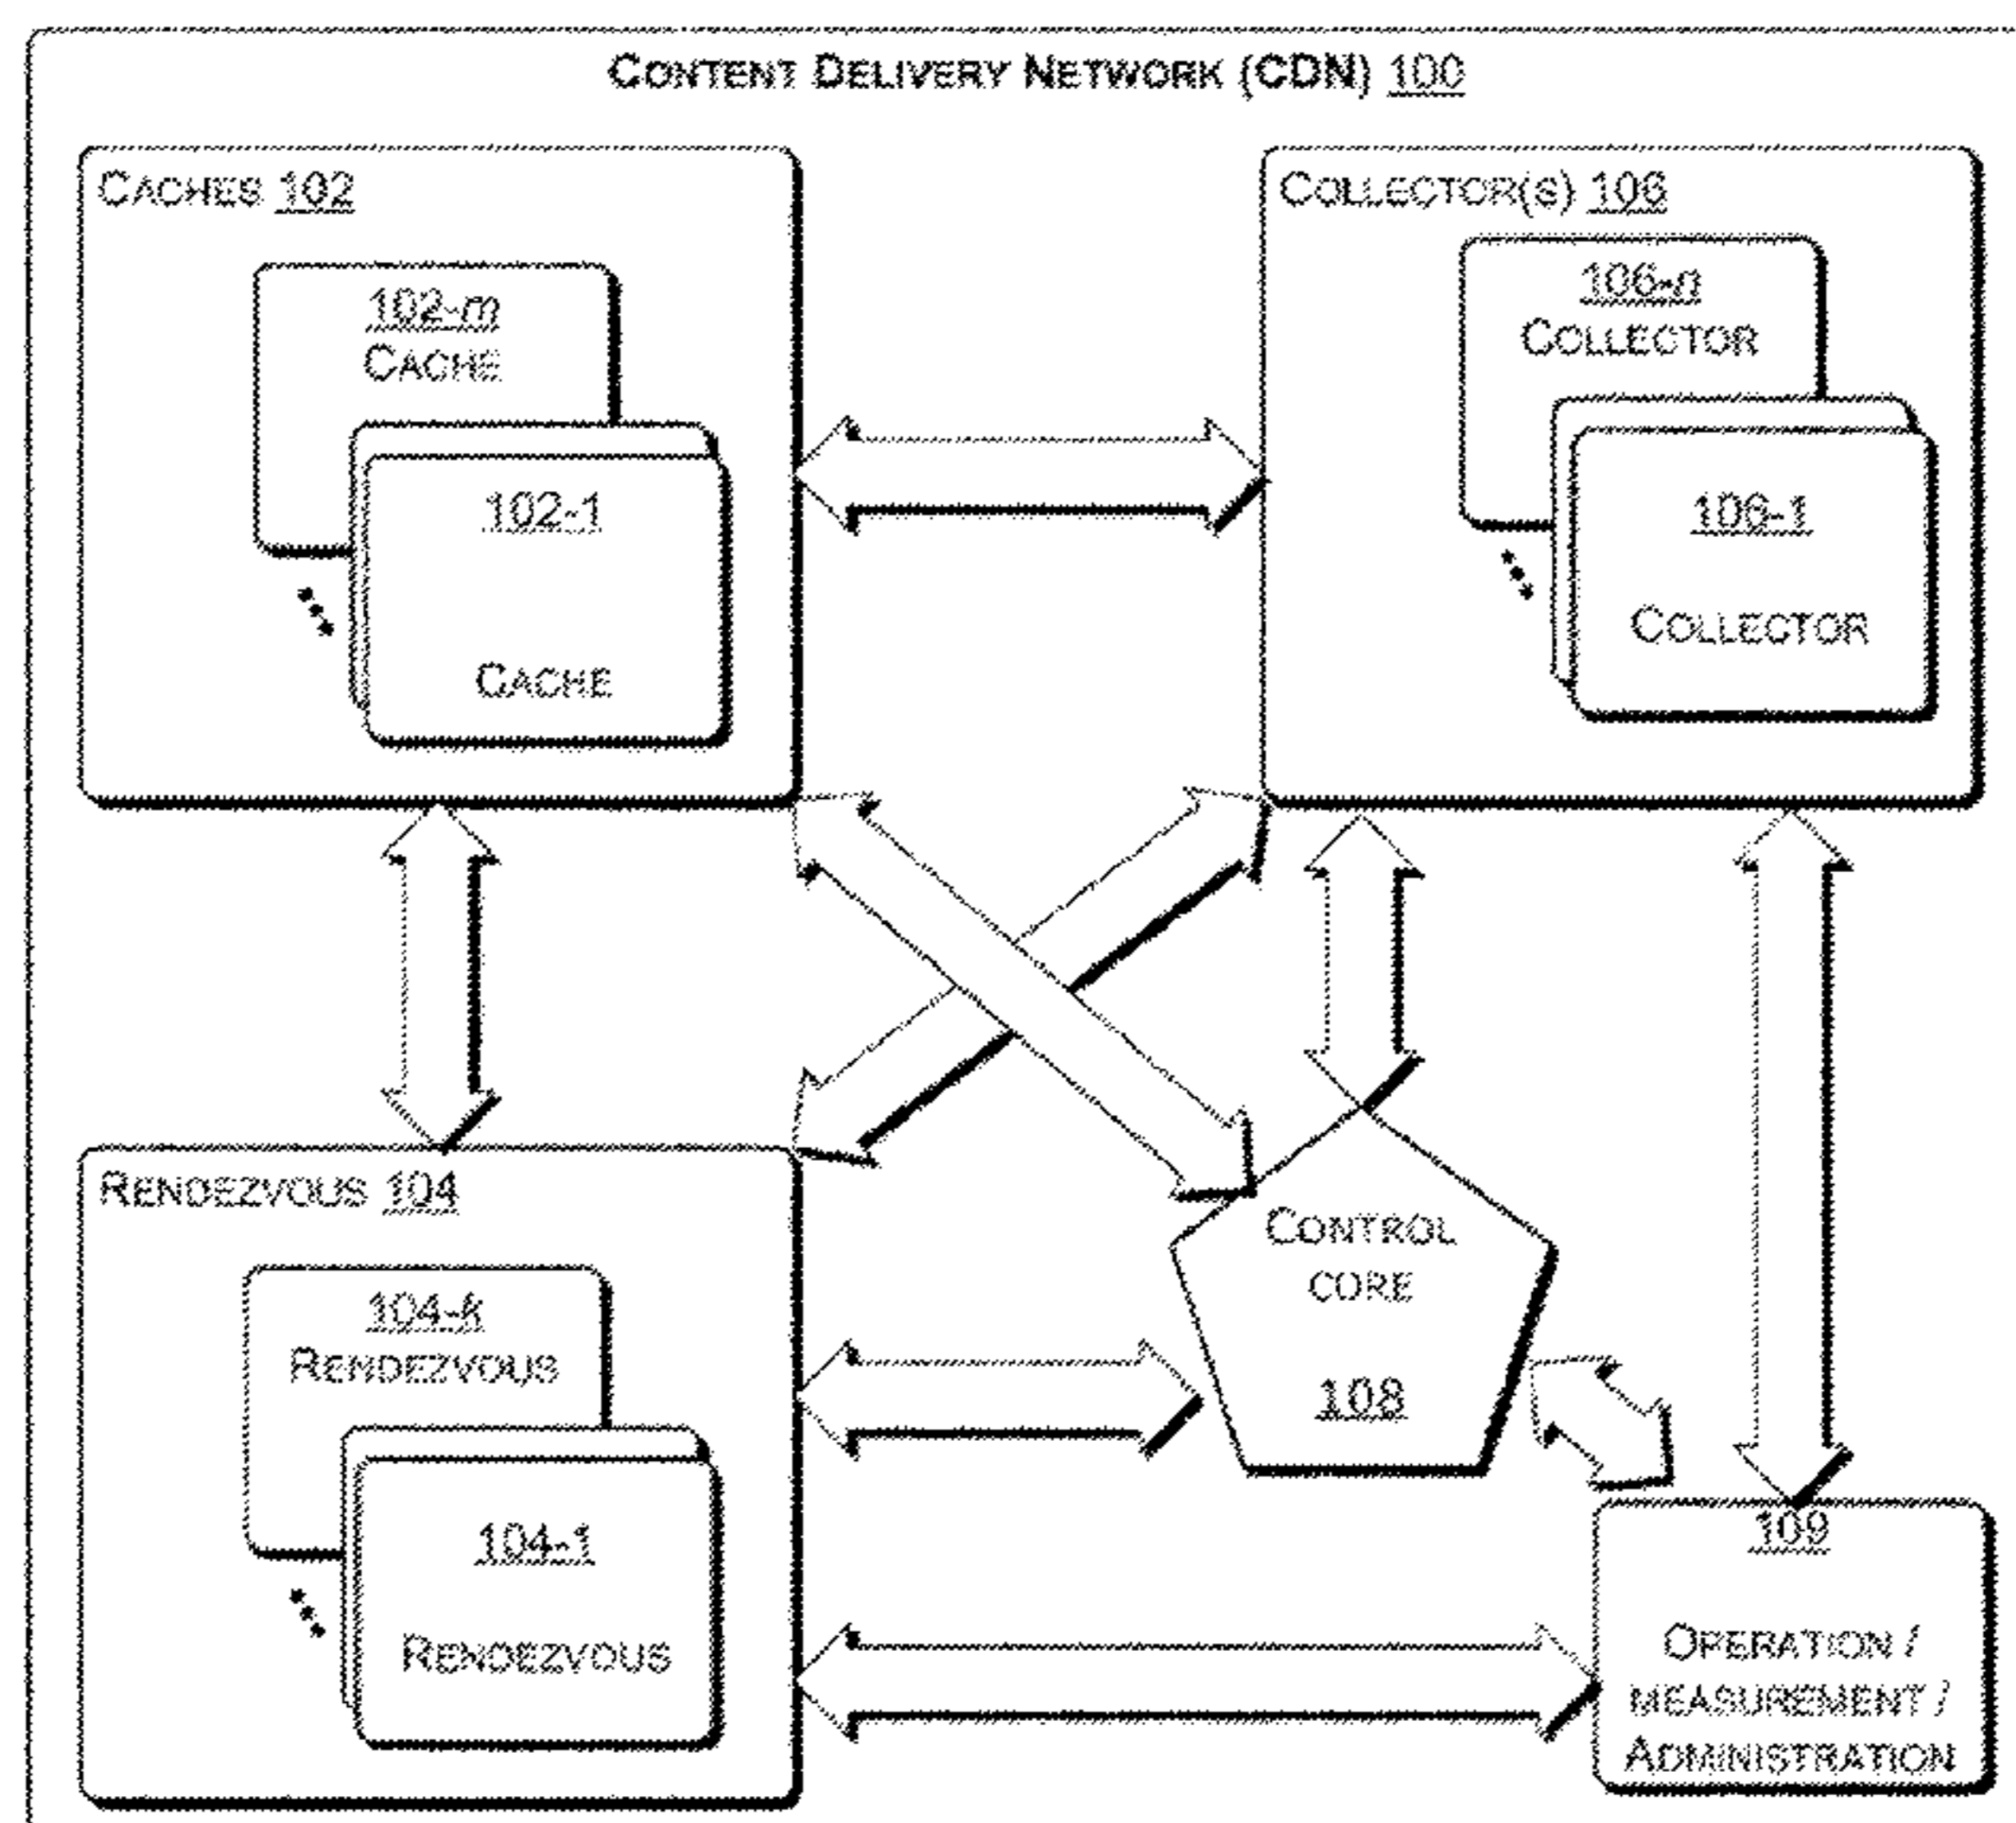 CONTENT DELIVERY NETWORK (CDN) 100
CACHES 102
102-m
CACHE
102-1
CACHE
COLLECTOR(S) 106
106-n
COLLECTOR
106-1
COLLECTOR
RENDEZVOUS 104
104-k
RENDEZVOUS
104-1
RENDEZVOUS
CONTROL
CORE
108
109
OPERATION /
MEASUREMENT /
ADMINISTRATION